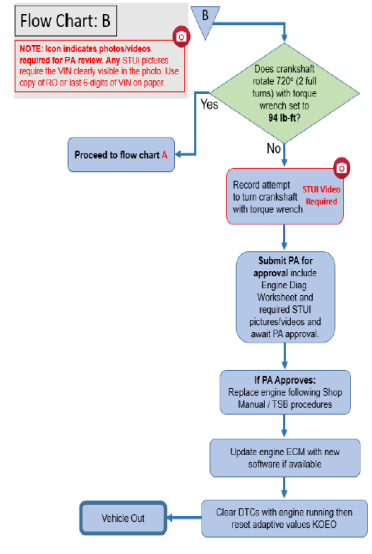 Flow Chart: B
NOTE: Icon indicates photos/videos
required for PA review. Any STUI pictures
require the VIN clearly visible in the photo. Use
copy of RO or last 6-digits of VIN on paper.
B
Does crankshaft
rotate 720° (2 full
turns) with torque
wrench set to
94 lb-ft?
Yes
No
Proceed to flow chart A
Record attempt
to turn crankshaft
with torque wrench
STUI Video
Required
Submit PA for
approval include
Engine Diag.
Worksheet and
required STUI
pictures/videos and
await PA approval.
If PA Approves:
Replace engine following Shop
Manual / TSB procedures
Update engine ECM with new
software if available
Clear DTCs with engine running then
reset adaptive values KOEO
Vehicle Out